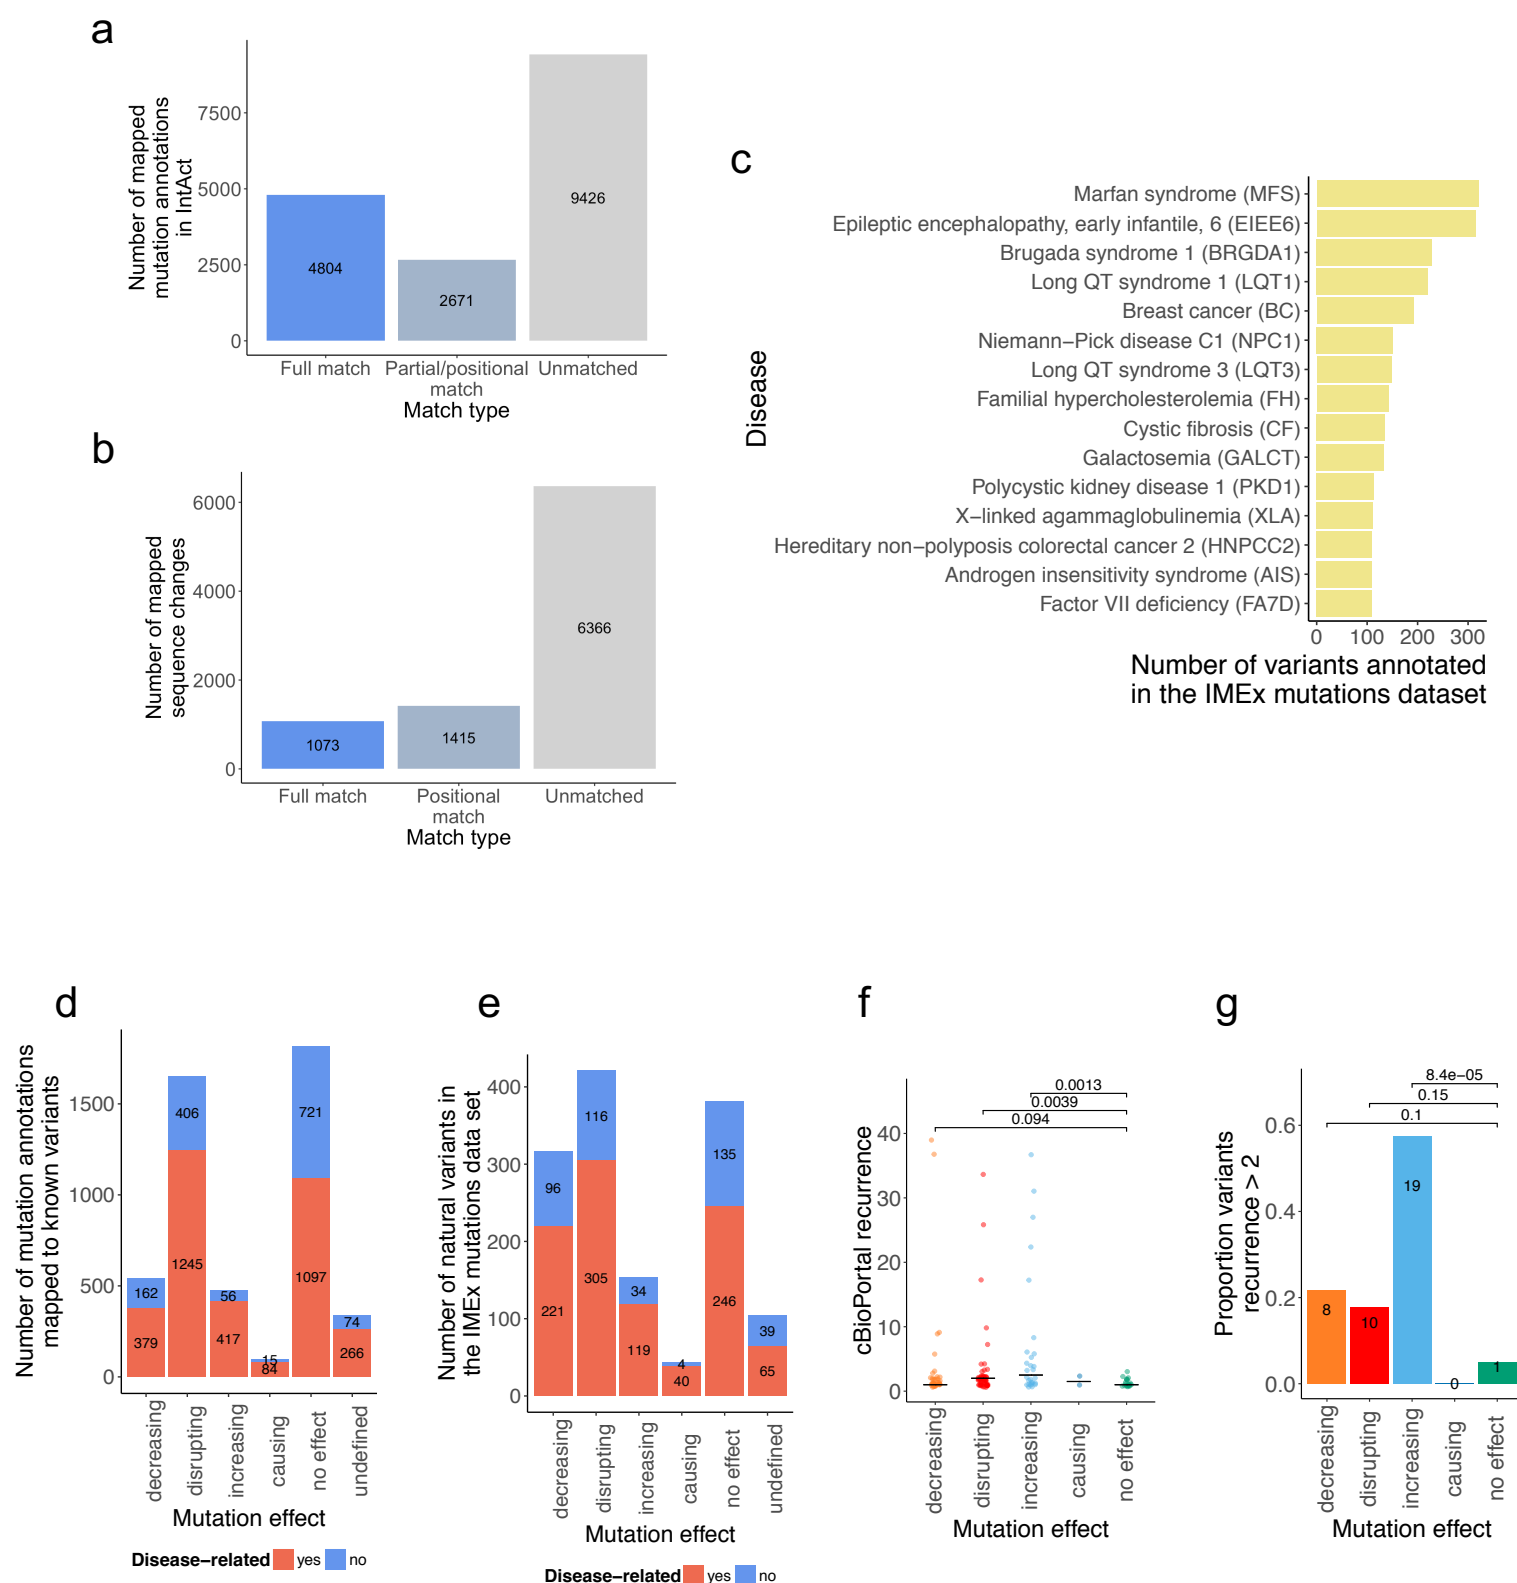 a
Number of mapped
mutation annotations
in IntAct
7500
5000
2500
0
4804
2671
9426
Full match
Partial/positional
match
Unmatched
Match type
b
Number of mapped
sequence changes
6000
4000
2000
0
1073
1415
6366
Full match
Positional
match
Unmatched
Match type
c
Disease
Marfan syndrome (MFS)
Epileptic encephalopathy, early infantile, 6 (EIEE6)
Brugada syndrome 1 (BRGDA1)
Long QT syndrome 1 (LQT1)
Breast cancer (BC)
Niemann−Pick disease C1 (NPC1)
Long QT syndrome 3 (LQT3)
Familial hypercholesterolemia (FH)
Cystic fibrosis (CF)
Galactosemia (GALCT)
Polycystic kidney disease 1 (PKD1)
X−linked agammaglobulinemia (XLA)
Hereditary non−polyposis colorectal cancer 2 (HNPCC2)
Androgen insensitivity syndrome (AIS)
Factor VII deficiency (FA7D)
0 100 200 300
Number of variants annotated
in the IMEx mutations dataset
d
Number of mutation annotations
mapped to known variants
1500
1000
500
0
162
379
406
1245
56
417
15
84
721
1097
74
266
decreasing
disrupting
increasing
causing
no effect
undefined
Mutation effect
Disease−related yes no
e
Number of natural variants in
the IMEx mutations data set
400
300
200
100
0
96
221
116
305
34
119
4
40
135
246
39
65
decreasing
disrupting
increasing
causing
no effect
undefined
Mutation effect
Disease−related yes no
f
cBioPortal recurrence
40
30
20
10
0
0.0013
0.0039
0.094
decreasing
disrupting
increasing
causing
no effect
Mutation effect
g
Proportion variants
recurrence > 2
0.6
0.4
0.2
0.0
8.4e−05
0.15
0.1
8
10
19
0
1
decreasing
disrupting
increasing
causing
no effect
Mutation effect